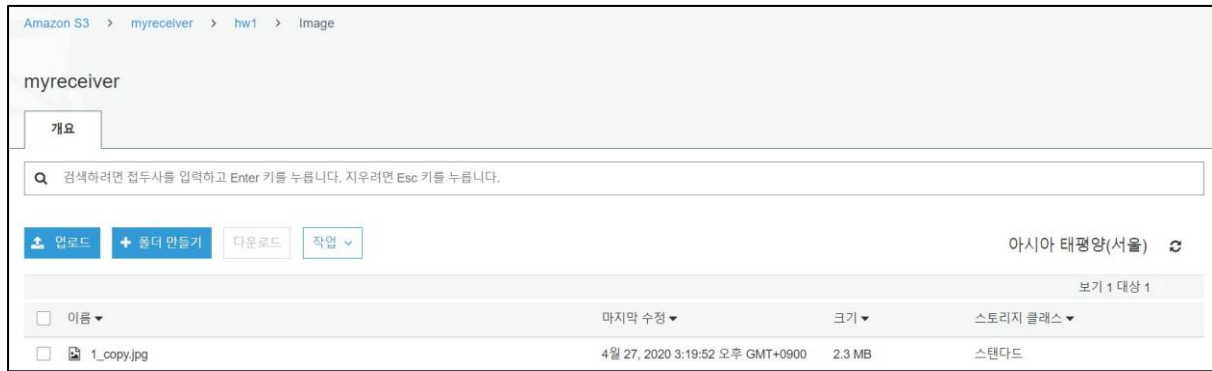 Amazon S3 > myreceiver > hw1 > Image
myreceiver
개요
검색하려면 접두사를 입력하고 Enter 키를 누릅니다. 지우려면 Esc 키를 누릅니다.
업로드 + 폴더 만들기 다운로드 작업 아시아 태평양(서울)
보기 1 대상 1
이름 마지막 수정 크기 스토리지 클래스
1_copy.jpg 4월 27, 2020 3:19:52 오후 GMT+0900 2.3 MB 스탠다드